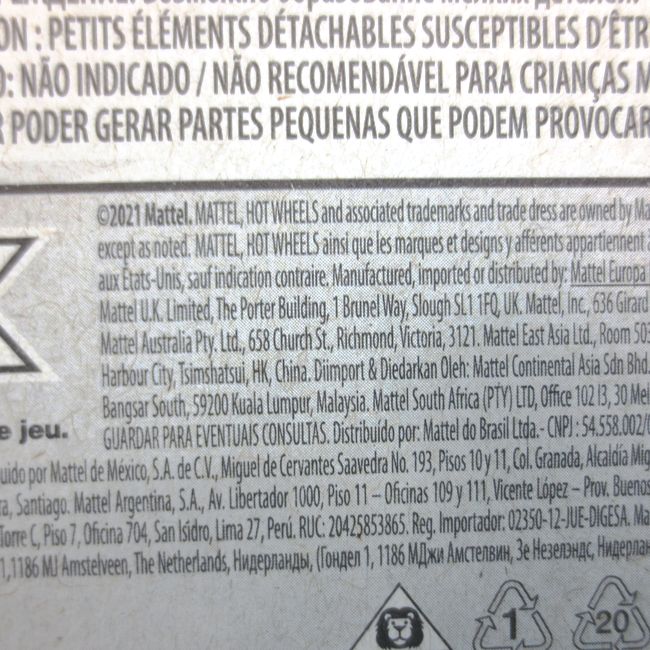 ON : PETITS ÉLÉMENTS DÉTACHABLES SUSCEPTIBLES D'ÊTR
O: NÃO INDICADO / NÃO RECOMENDÁVEL PARA CRIANÇAS M
R PODER GERAR PARTES PEQUENAS QUE PODEM PROVOCAR
©2021 Mattel. MATTEL, HOT WHEELS and associated trademarks and trade dress are owned by Ma
except as noted. MATTEL, HOT WHEELS ainsi que les marques et designs y afférents appartiennent à
aux États-Unis, sauf indication contraire. Manufactured, imported or distributed by: Mattel Europa
Mattel U.K. Limited, The Porter Building, 1 Brunel Way, Slough SL1 1FQ, UK. Mattel, Inc., 636 Girard
Mattel Australia Pty. Ltd., 658 Church St., Richmond, Victoria, 3121. Mattel East Asia Ltd., Room 503
Harbour City, Tsimshatsui, HK, China. Diimport & Diedarkan Oleh: Mattel Continental Asia Sdn Bhd.
Bangsar South, 59200 Kuala Lumpur, Malaysia. Mattel South Africa (PTY) LTD, Office 102 I3, 30 Mel
e jeu. GUARDAR PARA EVENTUAIS CONSULTAS. Distribuído por: Mattel do Brasil Ltda.- CNPJ : 54.558.002/
uido por Mattel de México, S.A. de C.V., Miguel de Cervantes Saavedra No. 193, Pisos 10 y 11, Col. Granada, Alcaldía Mig
ra, Santiago. Mattel Argentina, S.A., Av. Libertador 1000, Piso 11 – Oficinas 109 y 111, Vicente López – Prov. Buenos
Torre C, Piso 7, Oficina 704, San Isidro, Lima 27, Perú. RUC: 20425853865. Reg. Importador: 02350-12-JUE-DIGESA. Ma
1, 1186 MJ Amstelveen, The Netherlands, Нидерланды, (Гондел 1, 1186 МДжи Амстелвин, Зе Незелэндс, Нидерлан
1 20